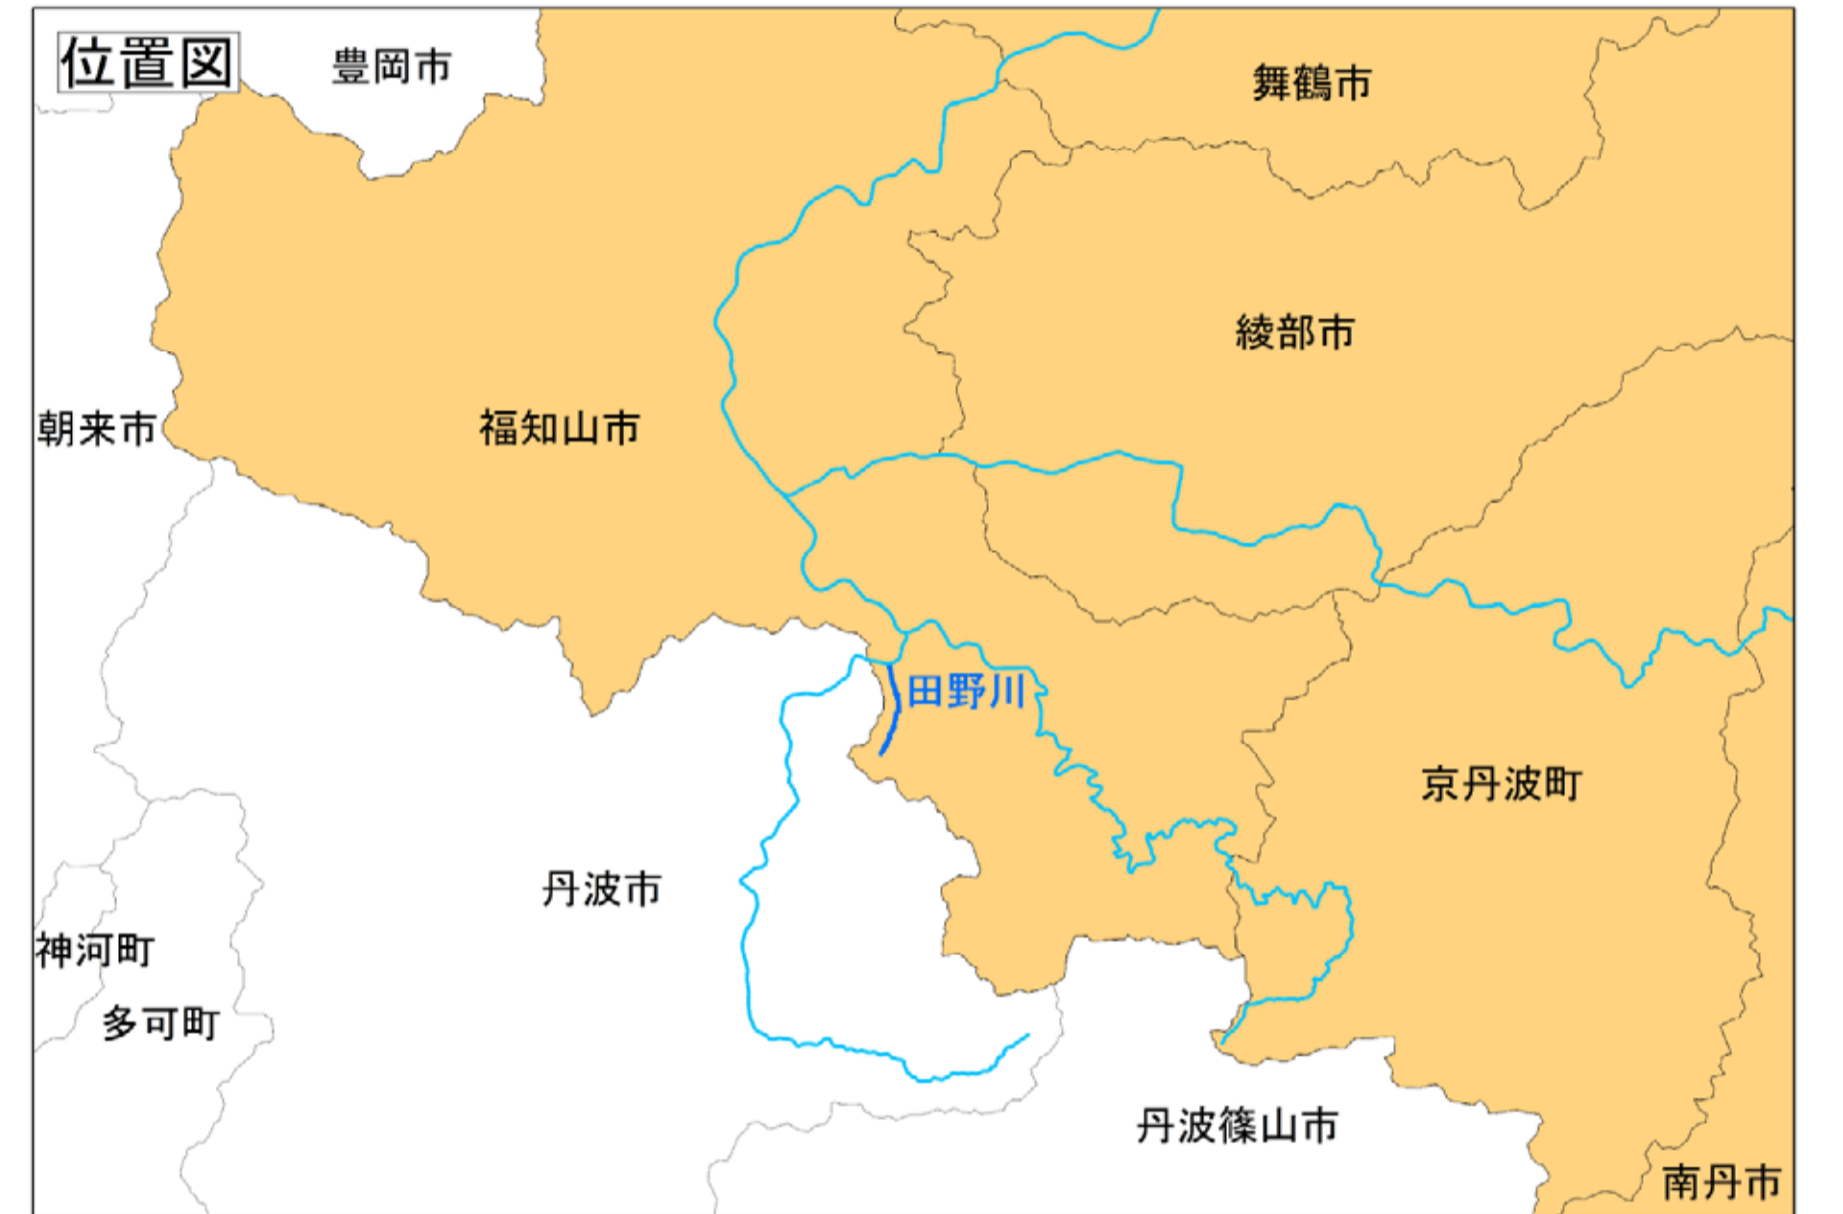 位置図
豊岡市
舞鶴市
綾部市
朝来市
福知山市
田野川
京丹波町
丹波市
神河町
多可町
丹波篠山市
南丹市